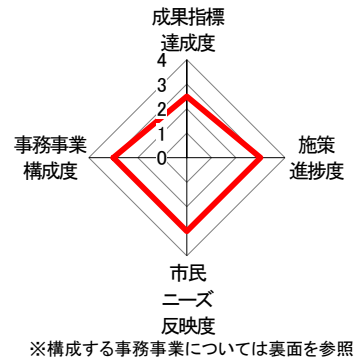 成果指標
達成度
4
3
2
1
0
事務事業
構成度
施策
進捗度
市民
ニーズ
反映度
※構成する事務事業については裏面を参照